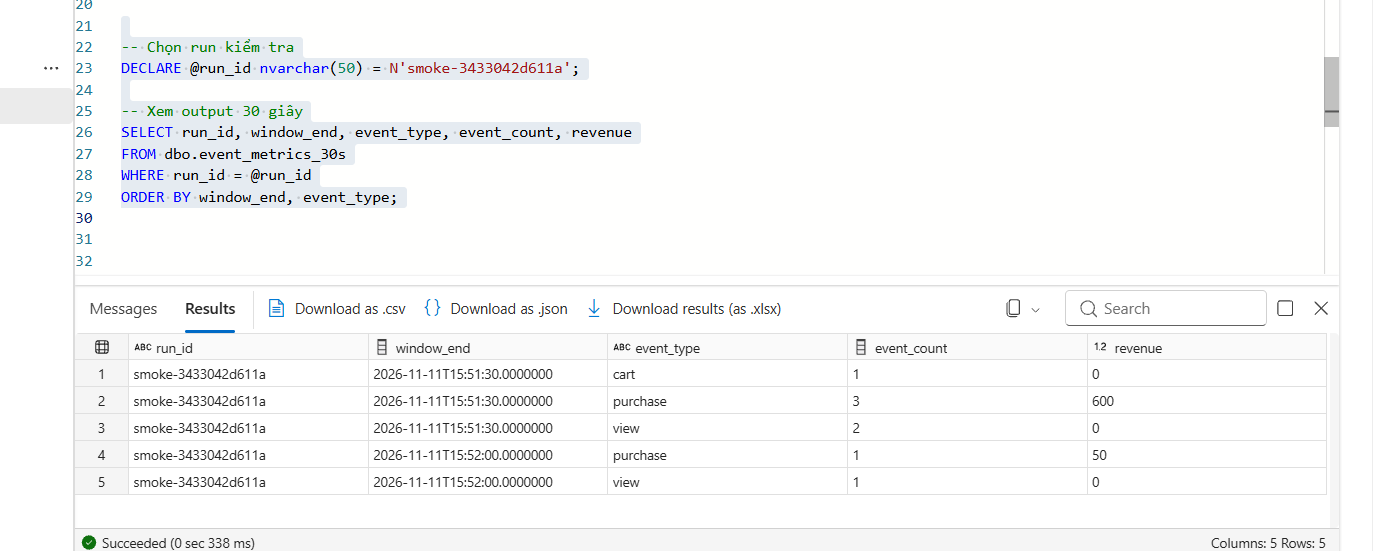 20
21
22 -- Chọn run kiểm tra
23 DECLARE @run_id nvarchar(50) = N'smoke-3433042d611a';
24
25 -- Xem output 30 giây
26 SELECT run_id, window_end, event_type, event_count, revenue
27 FROM dbo.event_metrics_30s
28 WHERE run_id = @run_id
29 ORDER BY window_end, event_type;
30
31
32
Messages Results Download as .csv Download as .json Download results (as .xlsx) Search
ABC run_id window_end ABC event_type event_count 1.2 revenue
1 smoke-3433042d611a 2026-11-11T15:51:30.0000000 cart 1 0
2 smoke-3433042d611a 2026-11-11T15:51:30.0000000 purchase 3 600
3 smoke-3433042d611a 2026-11-11T15:51:30.0000000 view 2 0
4 smoke-3433042d611a 2026-11-11T15:52:00.0000000 purchase 1 50
5 smoke-3433042d611a 2026-11-11T15:52:00.0000000 view 1 0
Succeeded (0 sec 338 ms) Columns: 5 Rows: 5